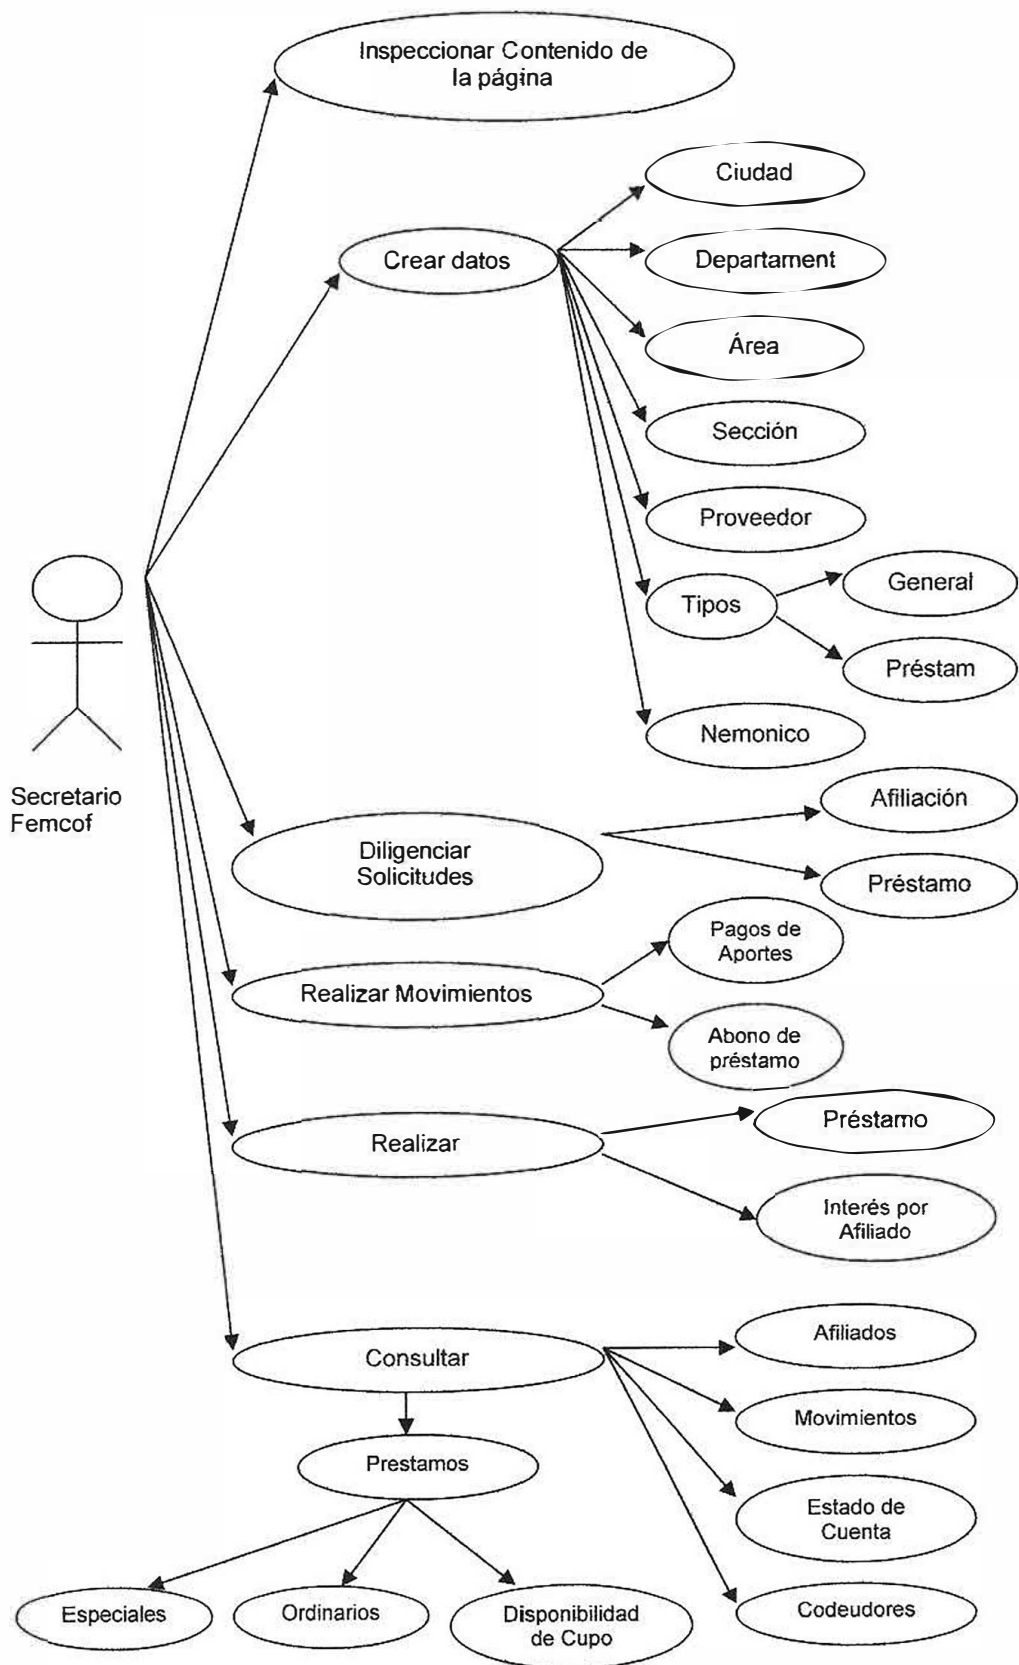 Inspeccionar Contenido de
la página
Ciudad
Crear datos
Departament
Área
Sección
Proveedor
General
Tipos
Préstam
Nemonico
Secretario
Femcof
Afiliación
Diligenciar
Solicitudes
Préstamo
Pagos de
Aportes
Realizar Movimientos
Abono de
préstamo
Préstamo
Realizar
Interés por
Afiliado
Afiliados
Consultar
Movimientos
Prestamos
Estado de
Cuenta
Especiales
Ordinarios
Disponibilidad
de Cupo
Codeudores